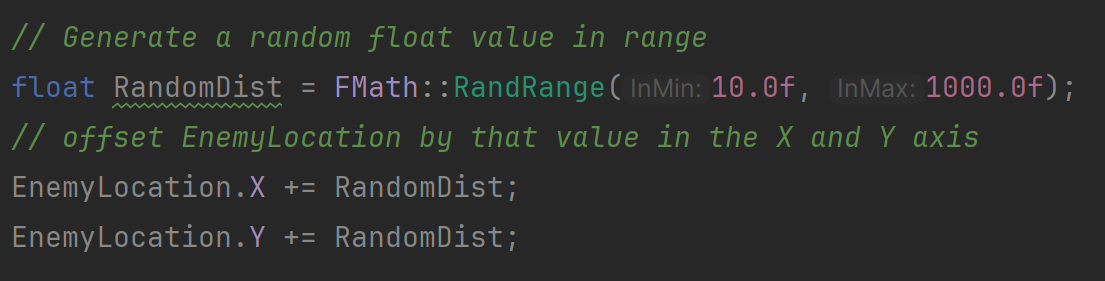 // Generate a random float value in range
float RandomDist = FMath::RandRange(InMin: 10.0f, InMax: 1000.0f);
// offset EnemyLocation by that value in the X and Y axis
EnemyLocation.X += RandomDist;
EnemyLocation.Y += RandomDist;